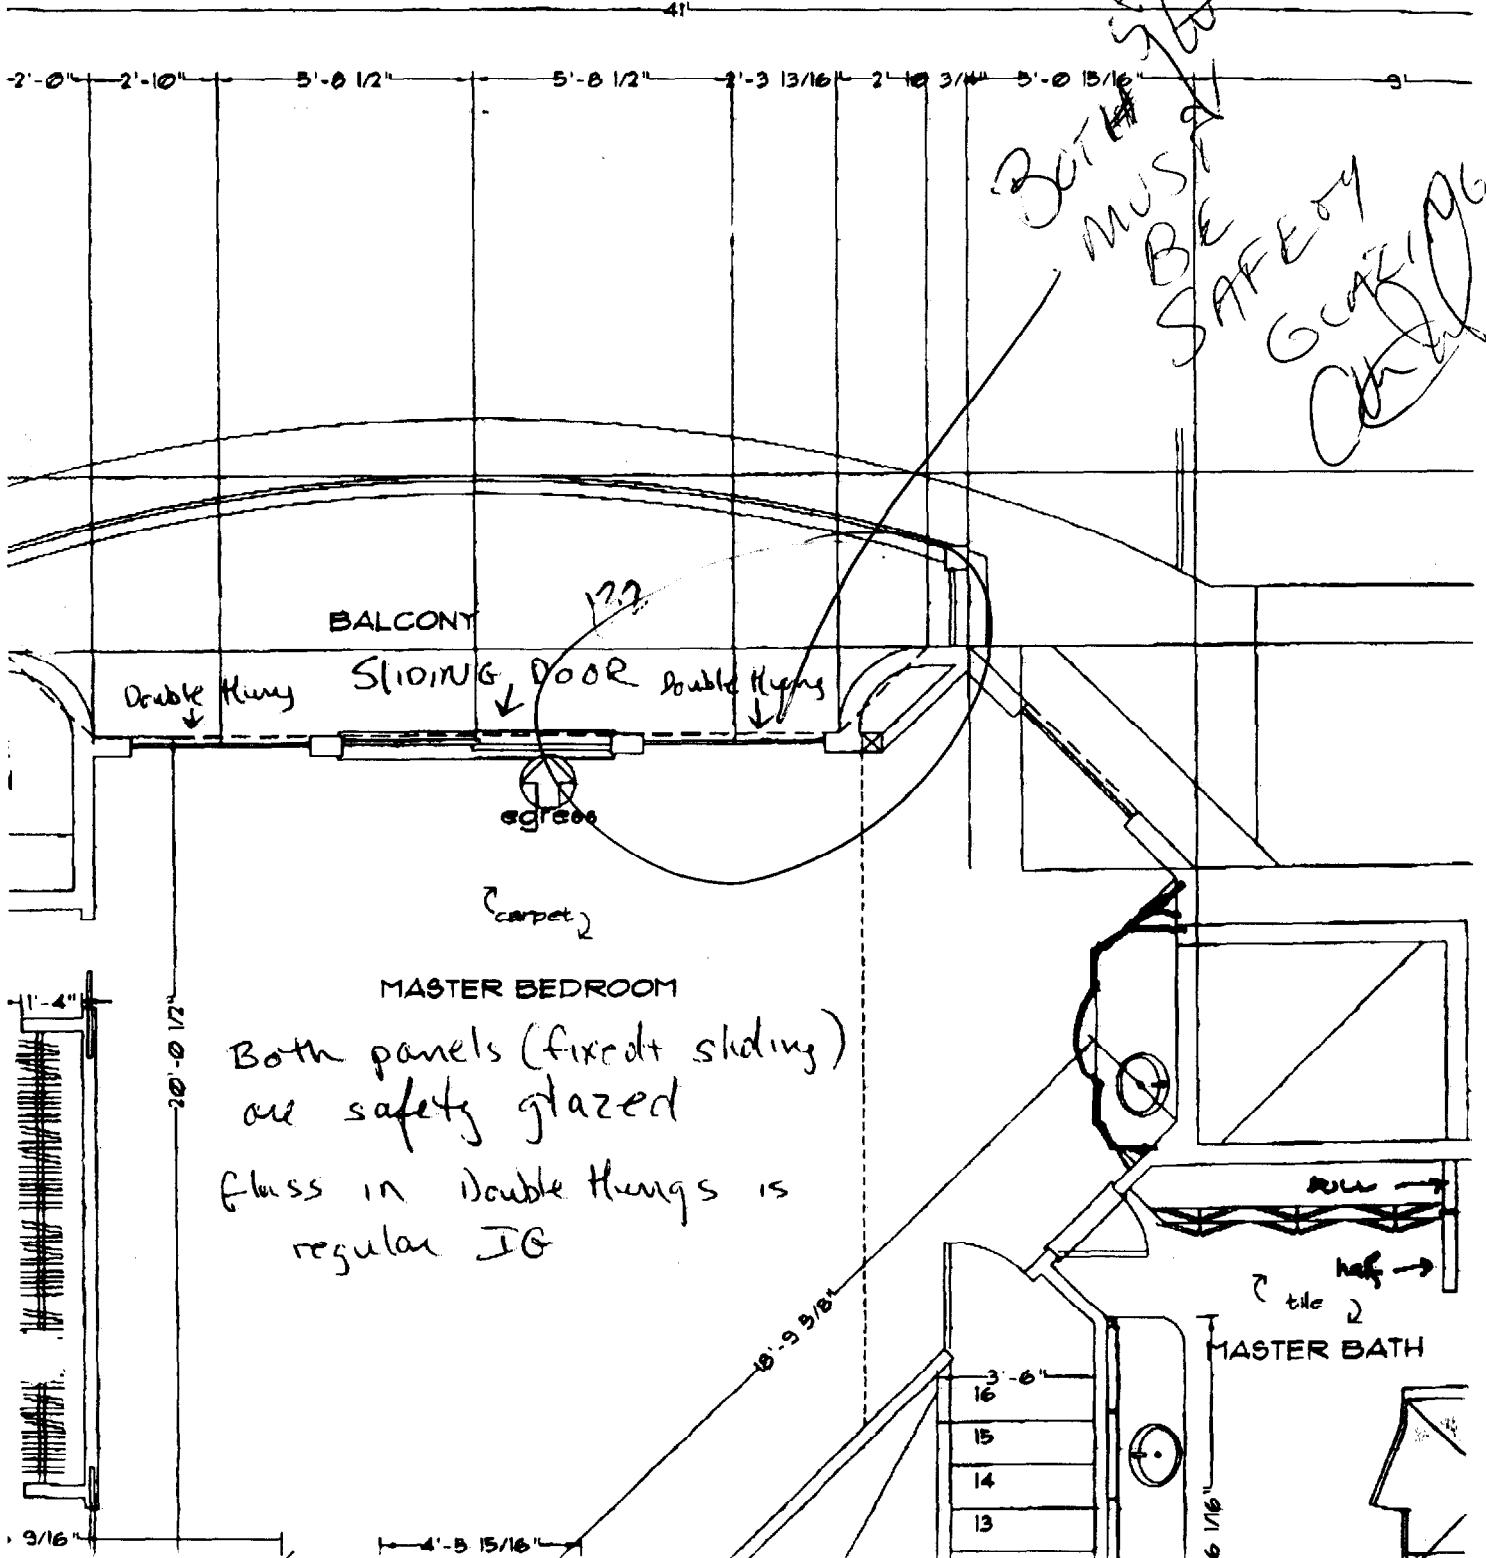 41'
2'-0" 2'-10" 5'-8 1/2" 5'-8 1/2" 2'-3 13/16" 2'-10 3/4" 5'-0 15/16" 9'
BOTH
MUST
BE
SAFETY
GLAZING
BALCONY
Double Hung
SLIDING DOOR
Double Hung
egress
carpet
MASTER BEDROOM
1'-4"
20'-0 1/2"
Both panels (fixed + sliding)
are safety glazed
Glass in Double Hungs is
regular IG
half
tile
MASTER BATH
18'-9 5/8"
3'-6"
16
15
14
13
9/16"
4'-5 15/16"
6 1/16"